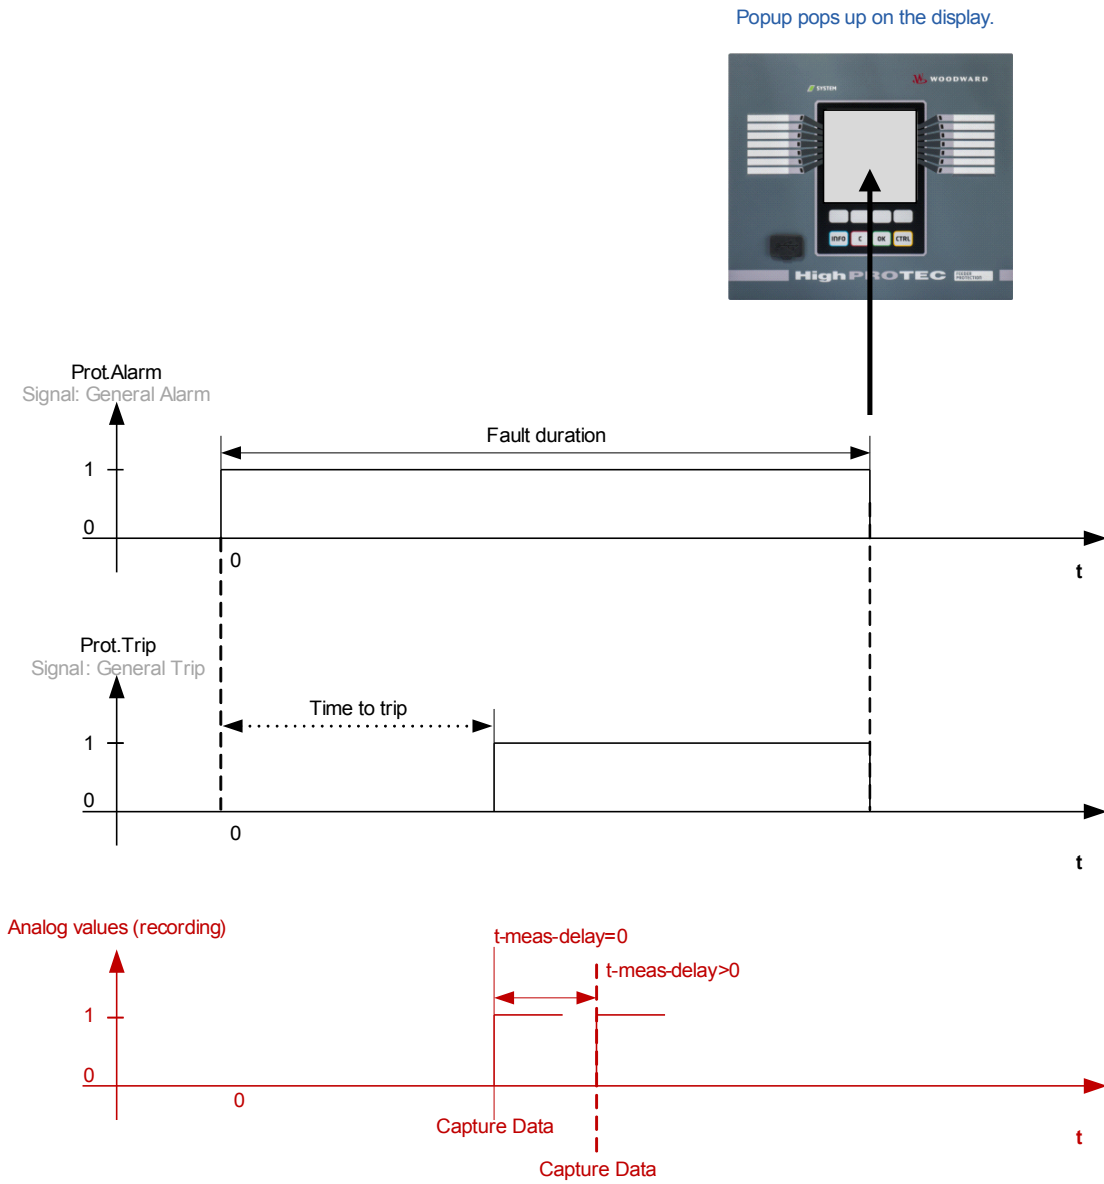 Popup pops up on the display.
WOODWARD
SYSTEM
INFO C OK CTRL
HighPROTEC FEEDER PROTECTION
Prot.Alarm
Signal: General Alarm
Fault duration
1
0
0
t
Prot.Trip
Signal: General Trip
Time to trip
1
0
0
t
Analog values (recording)
t-meas-delay=0
t-meas-delay>0
1
0
0
Capture Data
t
Capture Data